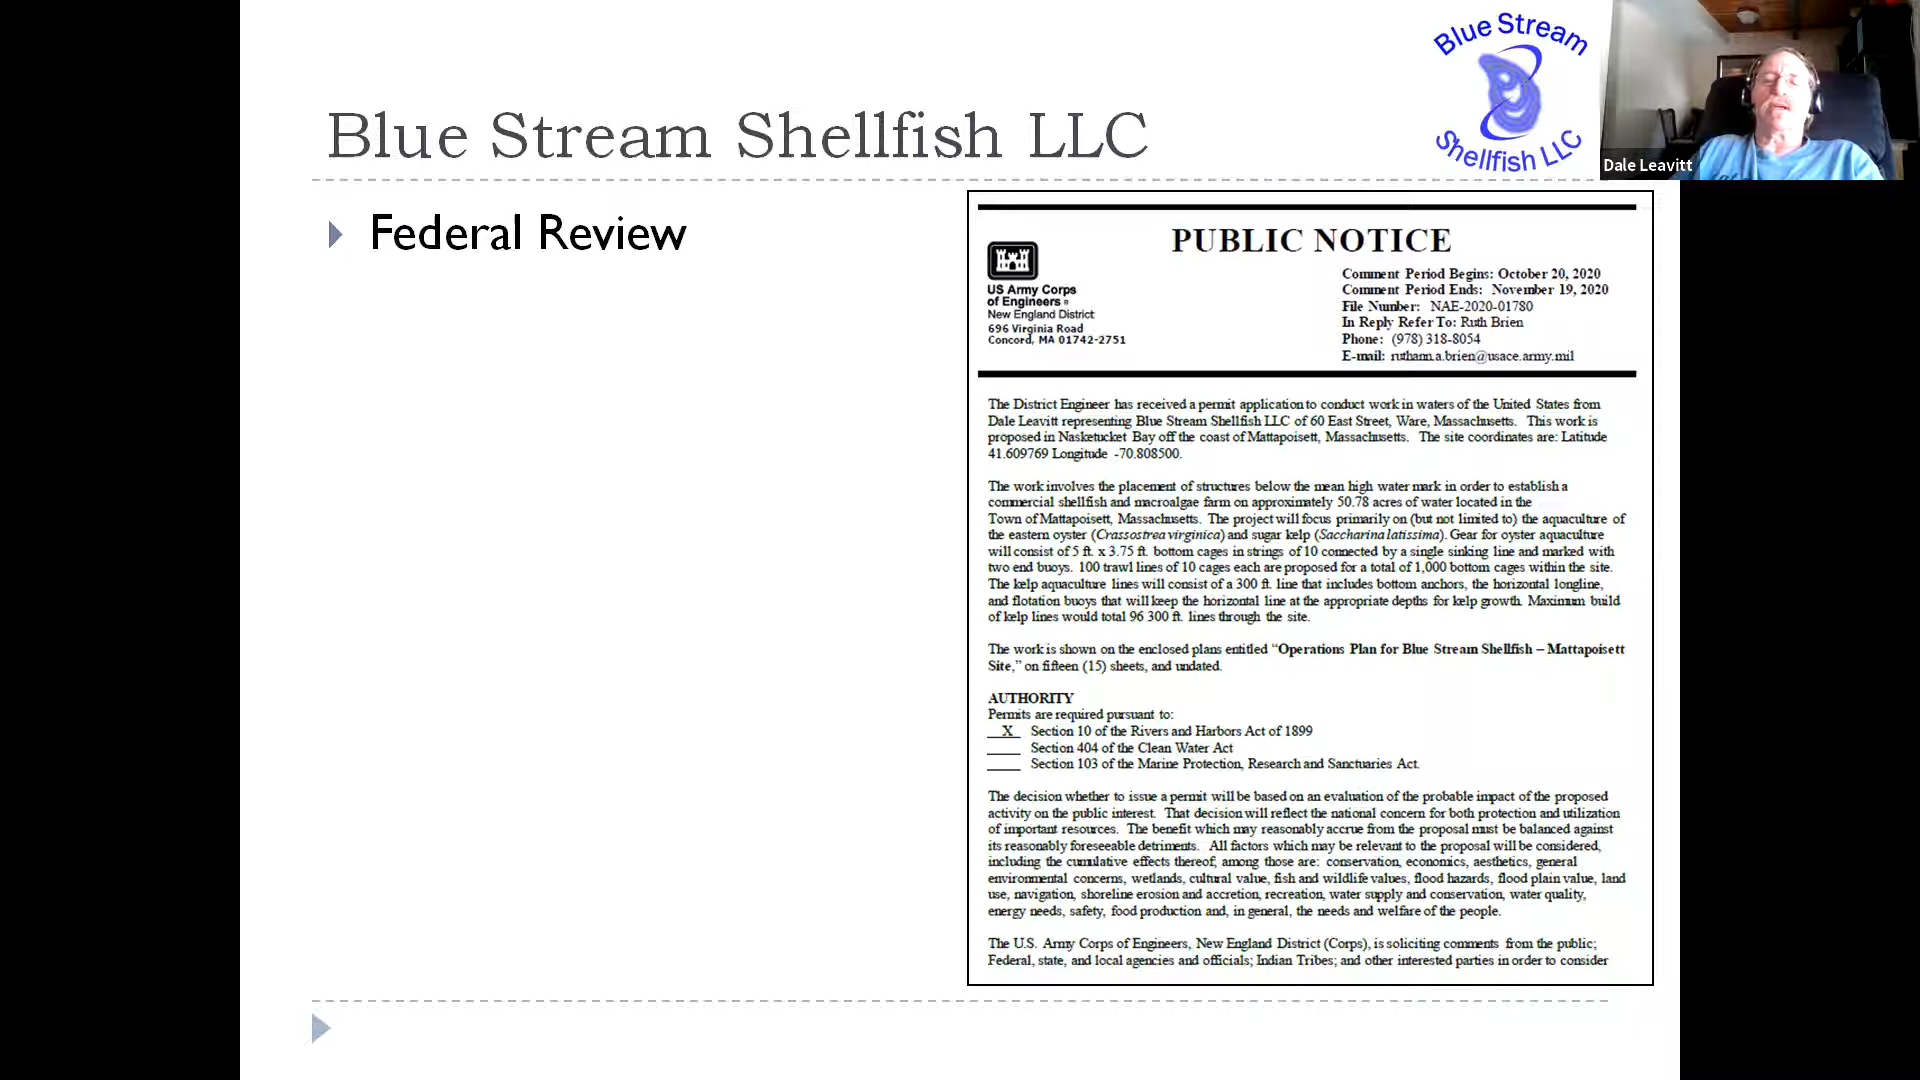 Blue Stream
Shellfish LLC
Dale Leavitt
Blue Stream Shellfish LLC
Federal Review
PUBLIC NOTICE
US Army Corps
of Engineers ®
New England District
696 Virginia Road
Concord, MA 01742-2751
Comment Period Begins: October 20, 2020
Comment Period Ends: November 19, 2020
File Number: NAE-2020-01780
In Reply Refer To: Ruth Brien
Phone: (978) 318-8054
E-mail: ruthann.a.brien@usace.army.mil
The District Engineer has received a permit application to conduct work in waters of the United States from
Dale Leavitt representing Blue Stream Shellfish LLC of 60 East Street, Ware, Massachusetts. This work is
proposed in Nasketucket Bay off the coast of Mattapoisett, Massachusetts. The site coordinates are: Latitude
41.609769 Longitude -70.808500.
The work involves the placement of structures below the mean high water mark in order to establish a
commercial shellfish and macroalgae farm on approximately 50.78 acres of water located in the
Town of Mattapoisett, Massachusetts. The project will focus primarily on (but not limited to) the aquaculture of
the eastern oyster (Crassostrea virginica) and sugar kelp (Saccharina latissima). Gear for oyster aquaculture
will consist of 5 ft. x 3.75 ft. bottom cages in strings of 10 connected by a single sinking line and marked with
two end buoys. 100 trawl lines of 10 cages each are proposed for a total of 1,000 bottom cages within the site.
The kelp aquaculture lines will consist of a 300 ft. line that includes bottom anchors, the horizontal longline,
and flotation buoys that will keep the horizontal line at the appropriate depths for kelp growth. Maximum build
of kelp lines would total 96 300 ft. lines through the site.
The work is shown on the enclosed plans entitled “Operations Plan for Blue Stream Shellfish – Mattapoisett
Site,” on fifteen (15) sheets, and undated.
AUTHORITY
Permits are required pursuant to:
X Section 10 of the Rivers and Harbors Act of 1899
Section 404 of the Clean Water Act
Section 103 of the Marine Protection, Research and Sanctuaries Act.
The decision whether to issue a permit will be based on an evaluation of the probable impact of the proposed
activity on the public interest. That decision will reflect the national concern for both protection and utilization
of important resources. The benefit which may reasonably accrue from the proposal must be balanced against
its reasonably foreseeable detriments. All factors which may be relevant to the proposal will be considered,
including the cumulative effects thereof; among those are: conservation, economics, aesthetics, general
environmental concerns, wetlands, cultural value, fish and wildlife values, flood hazards, flood plain value, land
use, navigation, shoreline erosion and accretion, recreation, water supply and conservation, water quality,
energy needs, safety, food production and, in general, the needs and welfare of the people.
The U.S. Army Corps of Engineers, New England District (Corps), is soliciting comments from the public;
Federal, state, and local agencies and officials; Indian Tribes; and other interested parties in order to consider